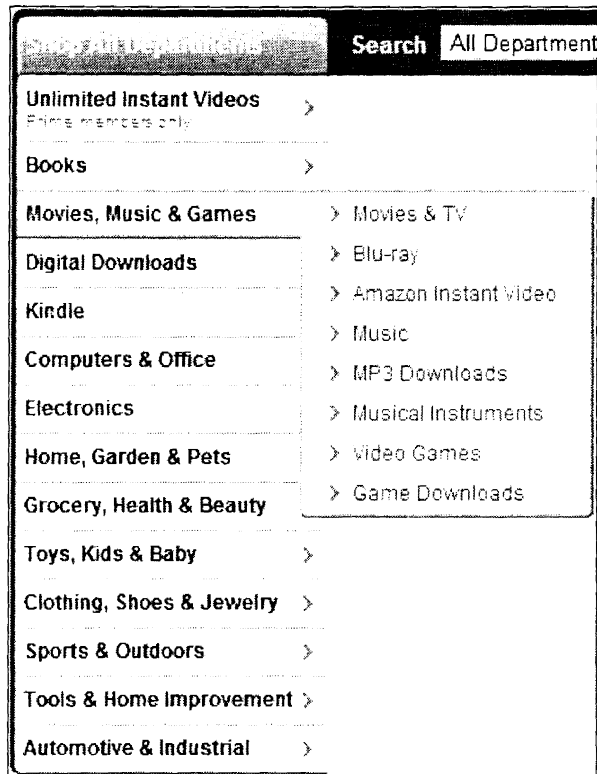 Shop All Departments
Search All Department
Unlimited Instant Videos
Prime members only
Books
Movies, Music & Games
Movies & TV
Blu-ray
Amazon Instant Video
Music
MP3 Downloads
Musical Instruments
Video Games
Game Downloads
Digital Downloads
Kindle
Computers & Office
Electronics
Home, Garden & Pets
Grocery, Health & Beauty
Toys, Kids & Baby
Clothing, Shoes & Jewelry
Sports & Outdoors
Tools & Home Improvement
Automotive & Industrial